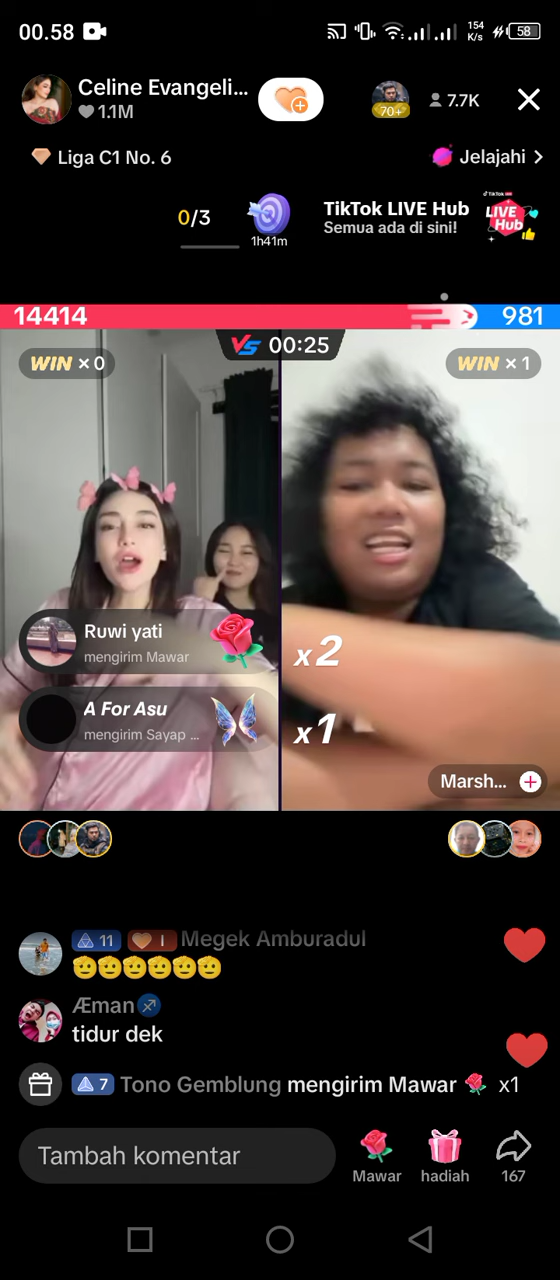 00.58
154
K/s
58
Celine Evangeli...
1.1M
70+
7.7K
Liga C1 No. 6
Jelajahi >
0/3
1h41m
TikTok LIVE Hub
Semua ada di sini!
TikTok LIVE
LIVE
Hub
14414
981
VS 00:25
WIN × 0
WIN × 1
Ruwi yati
mengirim Mawar
x2
A For Asu
mengirim Sayap ...
x1
Marsh...
11 I Megek Amburadul
🫡🫡🫡🫡🫡🫡
Æman♐
tidur dek
7 Tono Gemblung mengirim Mawar 🌹 x1
Tambah komentar
Mawar
hadiah
167